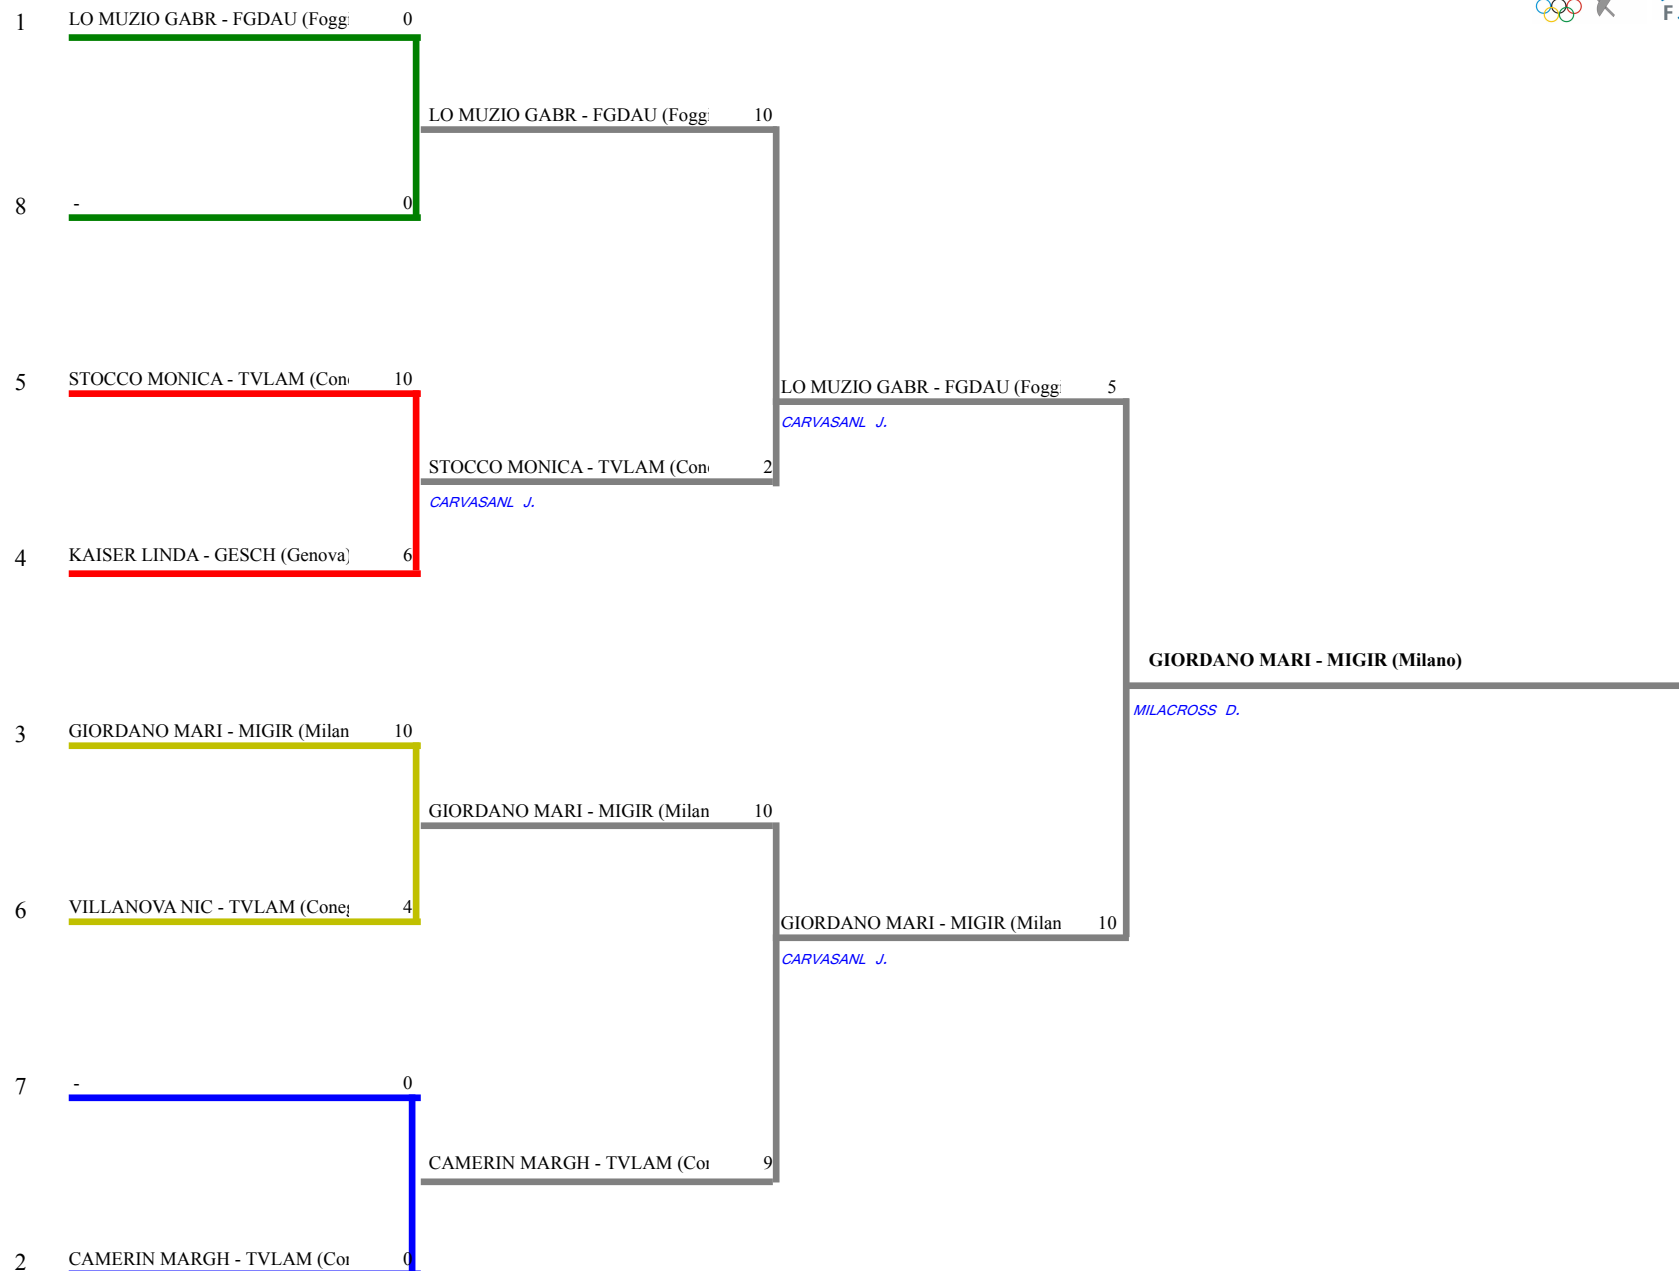 F
1 LO MUZIO GABR - FGDAU (Fogg 0
LO MUZIO GABR - FGDAU (Fogg 10
8 - 0
5 STOCCO MONICA - TVLAM (Con 10
LO MUZIO GABR - FGDAU (Fogg 5
CARVASANL J.
STOCCO MONICA - TVLAM (Con 2
CARVASANL J.
4 KAISER LINDA - GESCH (Genova) 6
GIORDANO MARI - MIGIR (Milano)
MILACROSS D.
3 GIORDANO MARI - MIGIR (Milan 10
GIORDANO MARI - MIGIR (Milan 10
6 VILLANOVA NIC - TVLAM (Coneg 4
GIORDANO MARI - MIGIR (Milan 10
CARVASANL J.
7 - 0
CAMERIN MARGH - TVLAM (Co 9
2 CAMERIN MARGH - TVLAM (Co 0